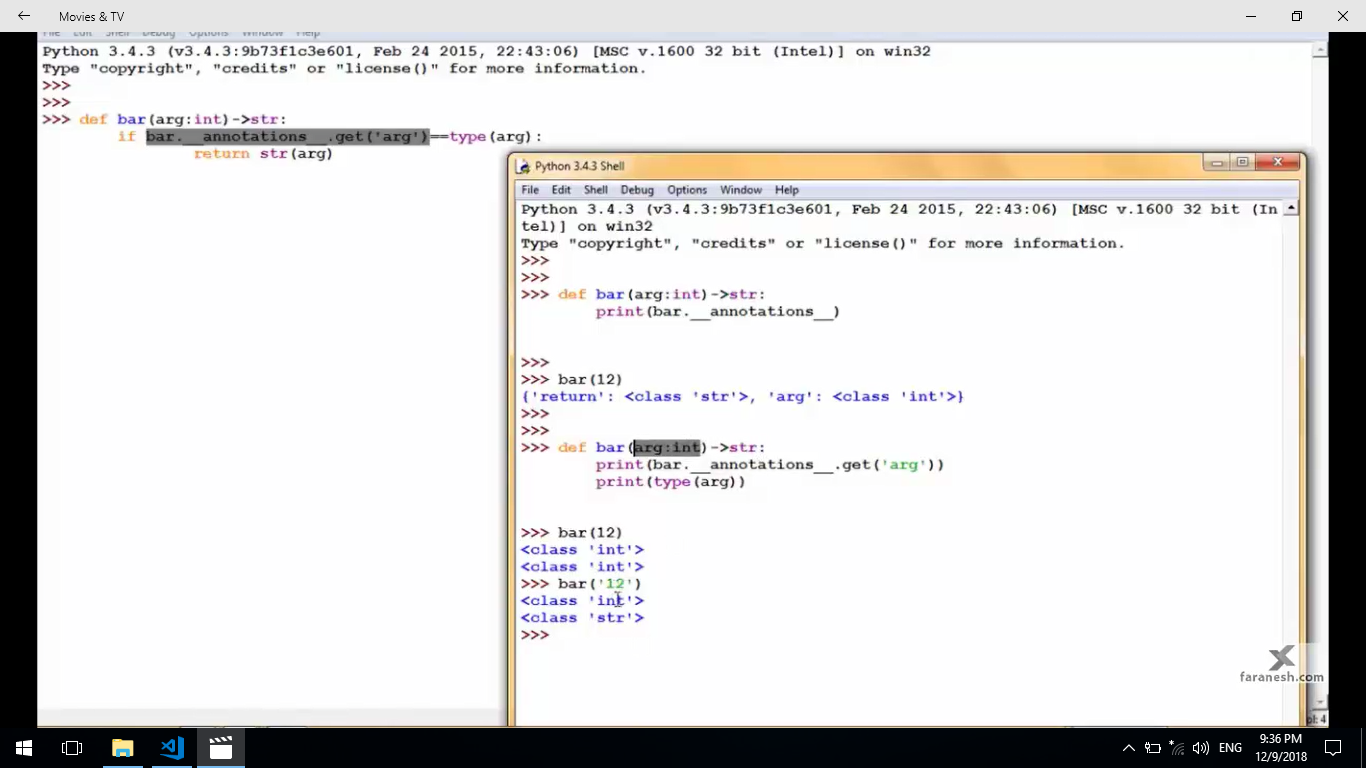 Movies & TV
File Edit Shell Debug Options Window Help
Python 3.4.3 (v3.4.3:9b73f1c3e601, Feb 24 2015, 22:43:06) [MSC v.1600 32 bit (Intel)] on win32
Type "copyright", "credits" or "license()" for more information.
>>>
>>>
>>> def bar(arg:int)->str:
if bar.__annotations__.get('arg')==type(arg):
return str(arg)
Python 3.4.3 Shell
File Edit Shell Debug Options Window Help
Python 3.4.3 (v3.4.3:9b73f1c3e601, Feb 24 2015, 22:43:06) [MSC v.1600 32 bit (In
tel)] on win32
Type "copyright", "credits" or "license()" for more information.
>>>
>>>
>>> def bar(arg:int)->str:
print(bar.__annotations__)
>>>
>>> bar(12)
{'return': <class 'str'>, 'arg': <class 'int'>}
>>>
>>>
>>> def bar(arg:int)->str:
print(bar.__annotations__.get('arg'))
print(type(arg))
>>> bar(12)
<class 'int'>
<class 'int'>
>>> bar('12')
<class 'int'>
<class 'str'>
>>>
faranesh.com
ol: 4
ENG
9:36 PM
12/9/2018